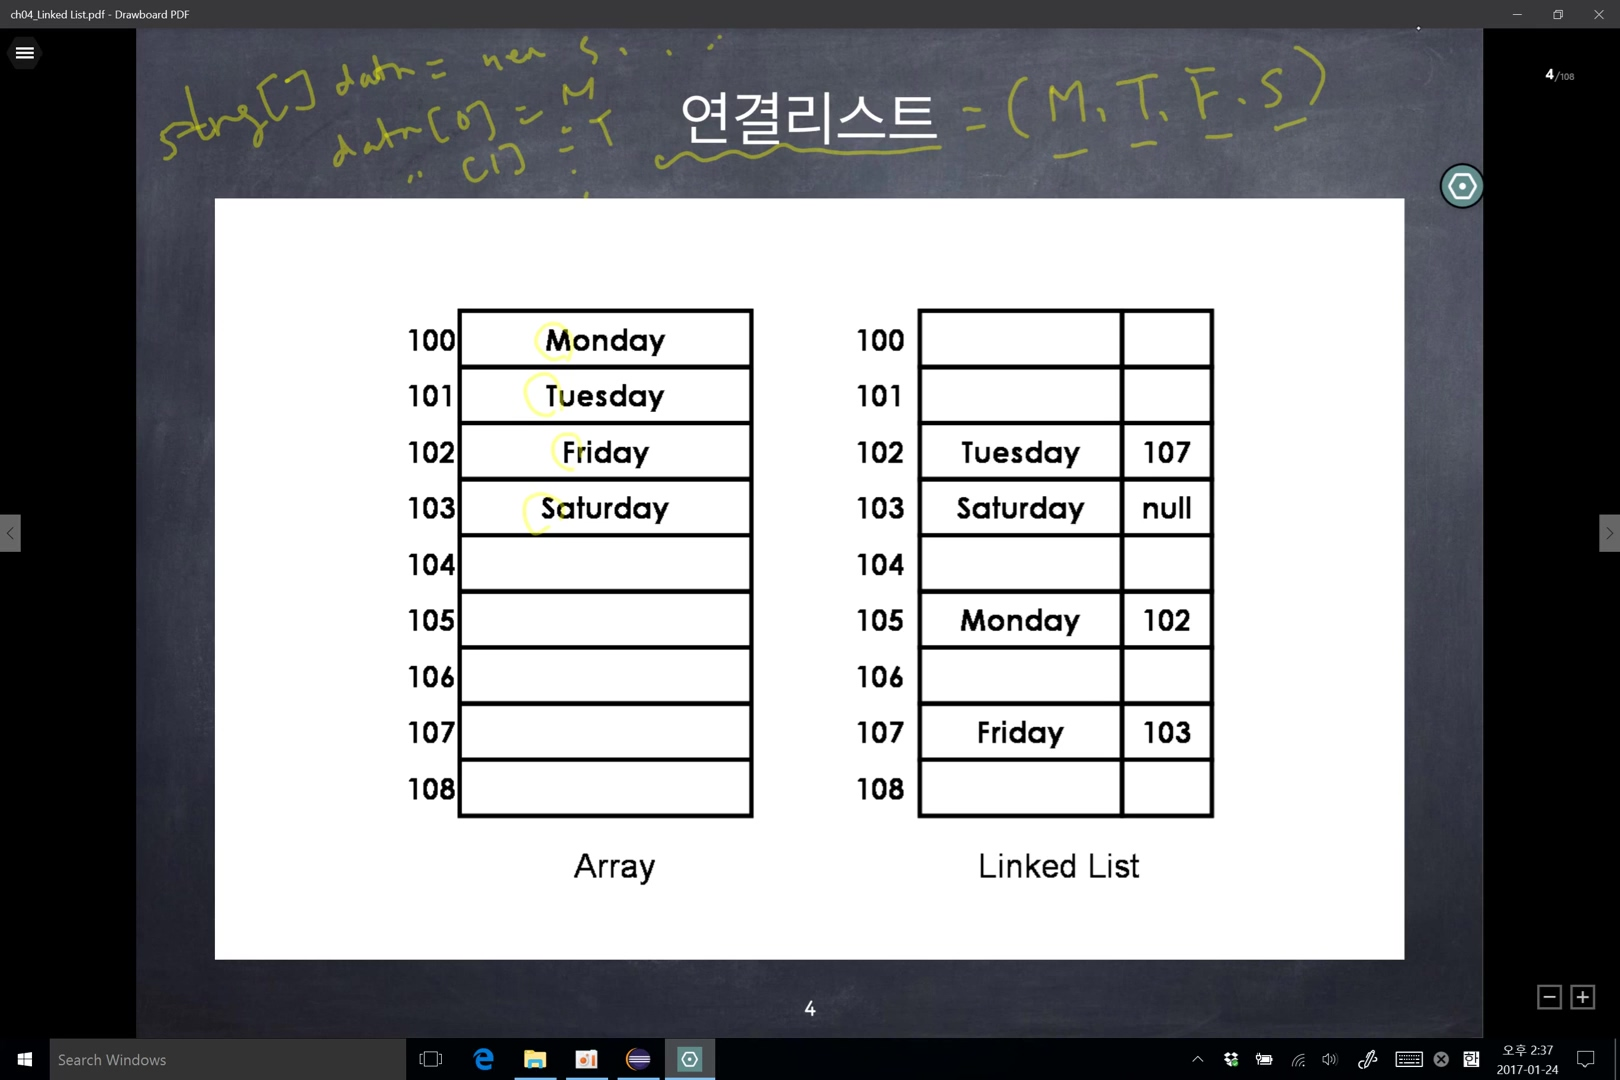 ch04_Linked List.pdf - Drawboard PDF
4/108
string[] data = new S . . .
data[0] = M
" [1] = T
연결리스트 = (M, T, F, S)
100 Monday
101 Tuesday
102 Friday
103 Saturday
104
105
106
107
108
Array
100
101
102 Tuesday 107
103 Saturday null
104
105 Monday 102
106
107 Friday 103
108
Linked List
4
Search Windows
한
오후 2:37
2017-01-24